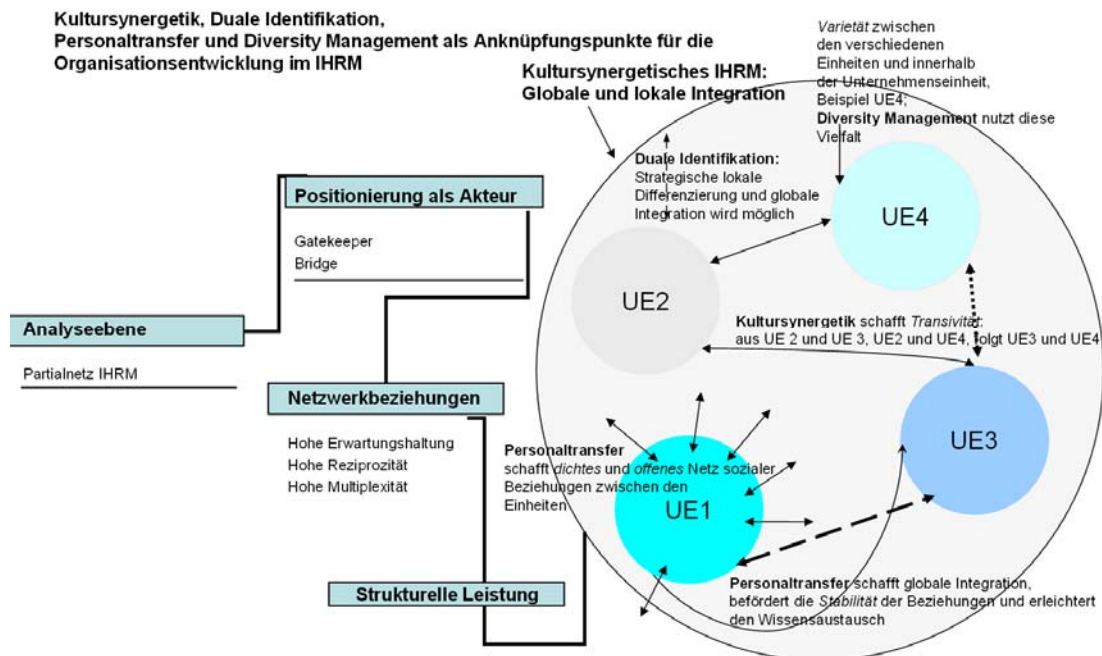 Kultursynergetik, Duale Identifikation,
Personaltransfer und Diversity Management als Anknüpfungspunkte für die
Organisationsentwicklung im IHRM
Kultursynergetisches IHRM:
Globale und lokale Integration
Varietät zwischen
den verschiedenen
Einheiten und innerhalb
der Unternehmenseinheit,
Beispiel UE4;
Diversity Management nutzt diese
Vielfalt
Duale Identifikation:
Strategische lokale
Differenzierung und globale
Integration wird möglich
Positionierung als Akteur
Gatekeeper
Bridge
UE4
UE2
Analyseebene
Partialnetz IHRM
Kultursynergetik schafft Transivität:
aus UE 2 und UE 3, UE2 und UE4, folgt UE3 und UE4
Netzwerkbeziehungen
Hohe Erwartungshaltung
Hohe Reziprozität
Hohe Multiplexität
Personaltransfer
schafft dichtes und offenes Netz sozialer
Beziehungen zwischen den
Einheiten
UE3
UE1
Strukturelle Leistung
Personaltransfer schafft globale Integration,
befördert die Stabilität der Beziehungen und erleichtert
den Wissensaustausch